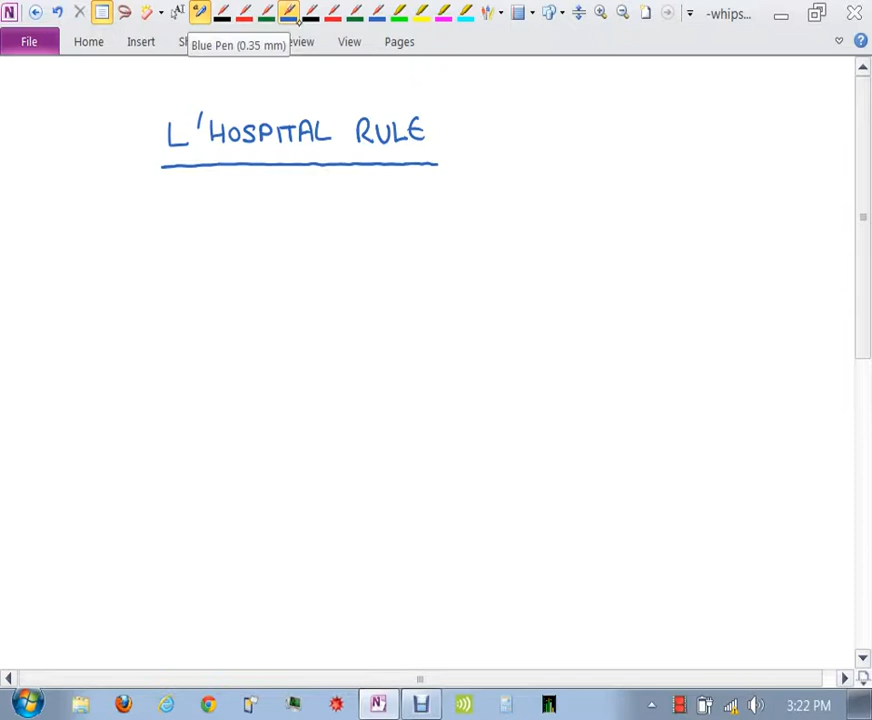 -whips...
File Home Insert View Pages
Blue Pen (0.35 mm)
L'HOSPITAL RULE
3:22 PM